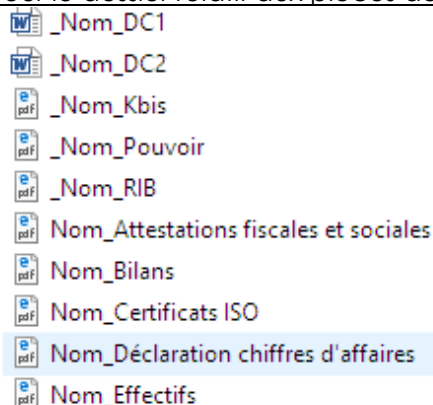 _Nom_DC1
_Nom_DC2
_Nom_Kbis
_Nom_Pouvoir
_Nom_RIB
Nom_Attestations fiscales et sociales
Nom_Bilans
Nom_Certificats ISO
Nom_Déclaration chiffres d'affaires
Nom_Effectifs